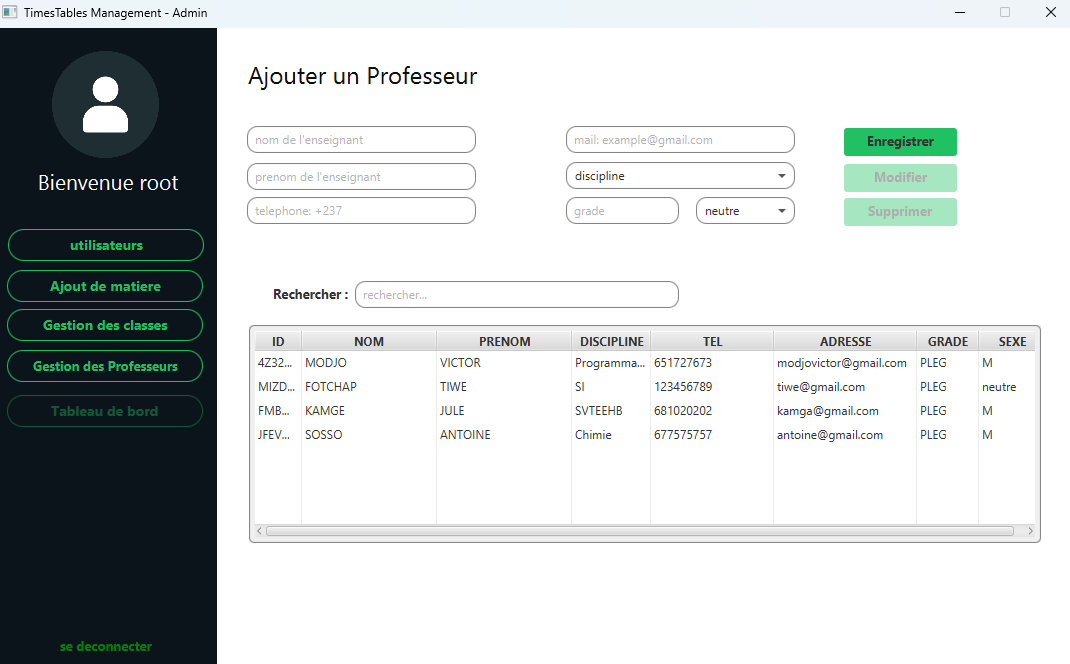 TimesTables Management - Admin
Bienvenue root
utilisateurs
Ajout de matiere
Gestion des classes
Gestion des Professeurs
Tableau de bord
se deconnecter
Ajouter un Professeur
nom de l'enseignant
mail: example@gmail.com
Enregistrer
prenom de l'enseignant
discipline
Modifier
telephone: +237
grade
neutre
Supprimer
Rechercher : rechercher...
ID NOM PRENOM DISCIPLINE TEL ADRESSE GRADE SEXE
4Z32... MODJO VICTOR Programma... 651727673 modjovictor@gmail.com PLEG M
MIZD... FOTCHAP TIWE SI 123456789 tiwe@gmail.com PLEG neutre
FMB... KAMGE JULE SVTEEHB 681020202 kamga@gmail.com PLEG M
JFEV... SOSSO ANTOINE Chimie 677575757 antoine@gmail.com PLEG M